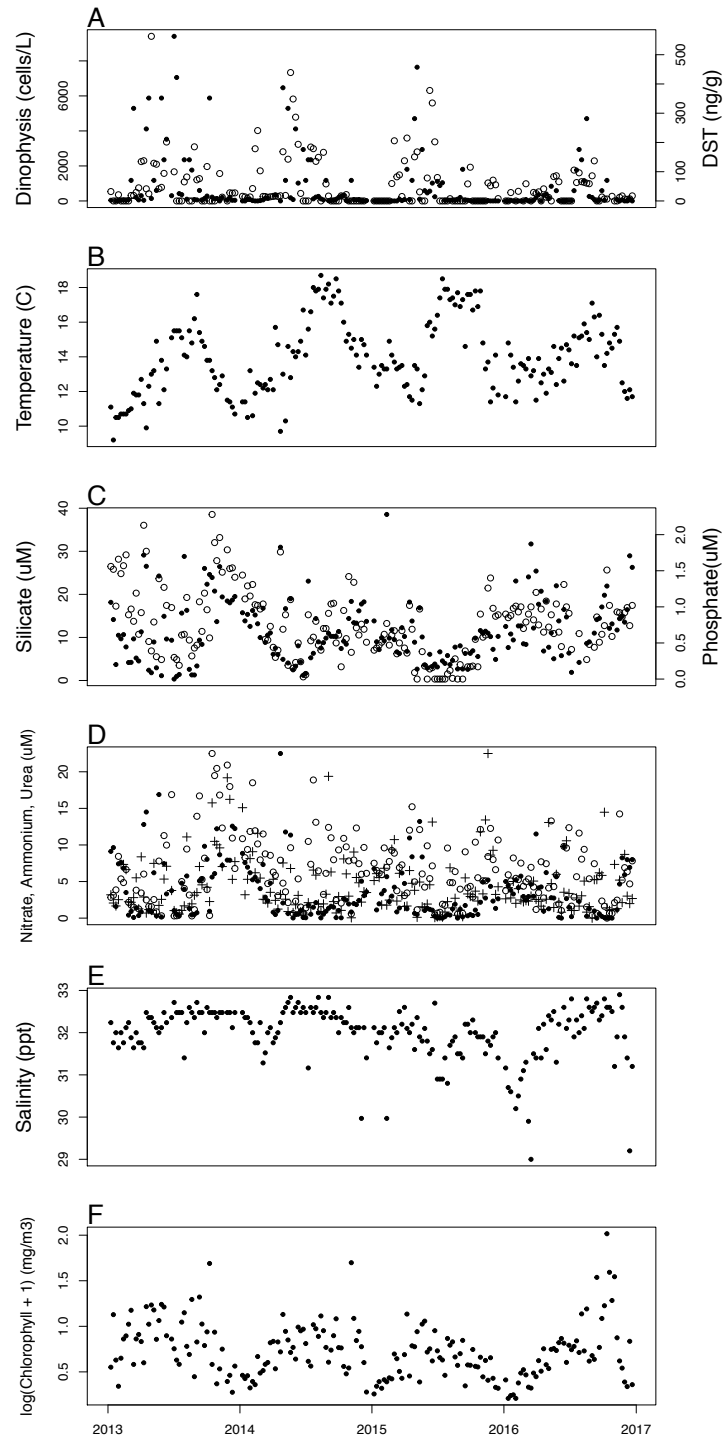 A
Dinophysis (cells/L)
0 2000 6000
DST (ng/g)
0 100 300 500
B
Temperature (C)
10 12 14 16 18
C
Silicate (uM)
0 10 20 30 40
Phosphate(uM)
0.0 0.5 1.0 1.5 2.0
D
Nitrate, Ammonium, Urea (uM)
0 5 10 15 20
E
Salinity (ppt)
29 30 31 32 33
F
log(Chlorophyll + 1) (mg/m3)
0.5 1.0 1.5 2.0
2013 2014 2015 2016 2017